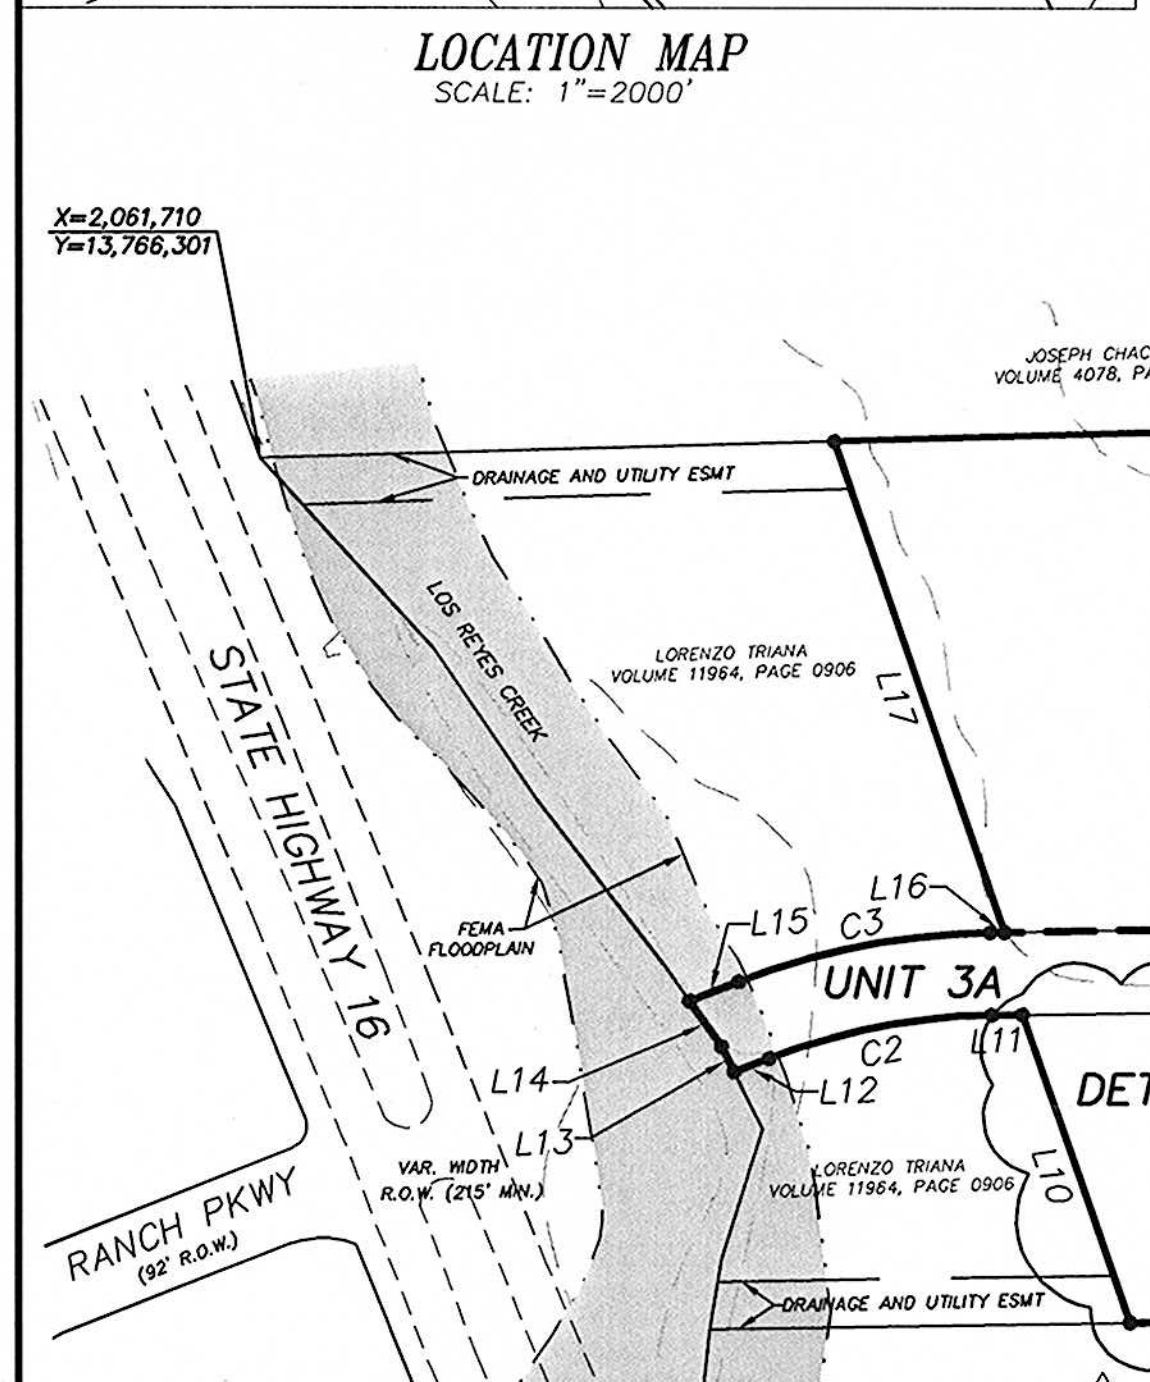 LOCATION MAP
SCALE: 1"=2000'
X=2,061,710
Y=13,766,301
JOSEPH CHAC
VOLUME 4078, PA
DRAINAGE AND UTILITY ESMT
LOS REYES CREEK
LORENZO TRIANA
VOLUME 11964, PAGE 0906
L17
STATE HIGHWAY 16
L16
C3
L15
FEMA
FLOODPLAIN
UNIT 3A
C2
L11
L14
L12
DET
L13
VAR. WIDTH
R.O.W. (215' MIN.)
LORENZO TRIANA
VOLUME 11964, PAGE 0906
L10
RANCH PKWY
(92' R.O.W.)
DRAINAGE AND UTILITY ESMT